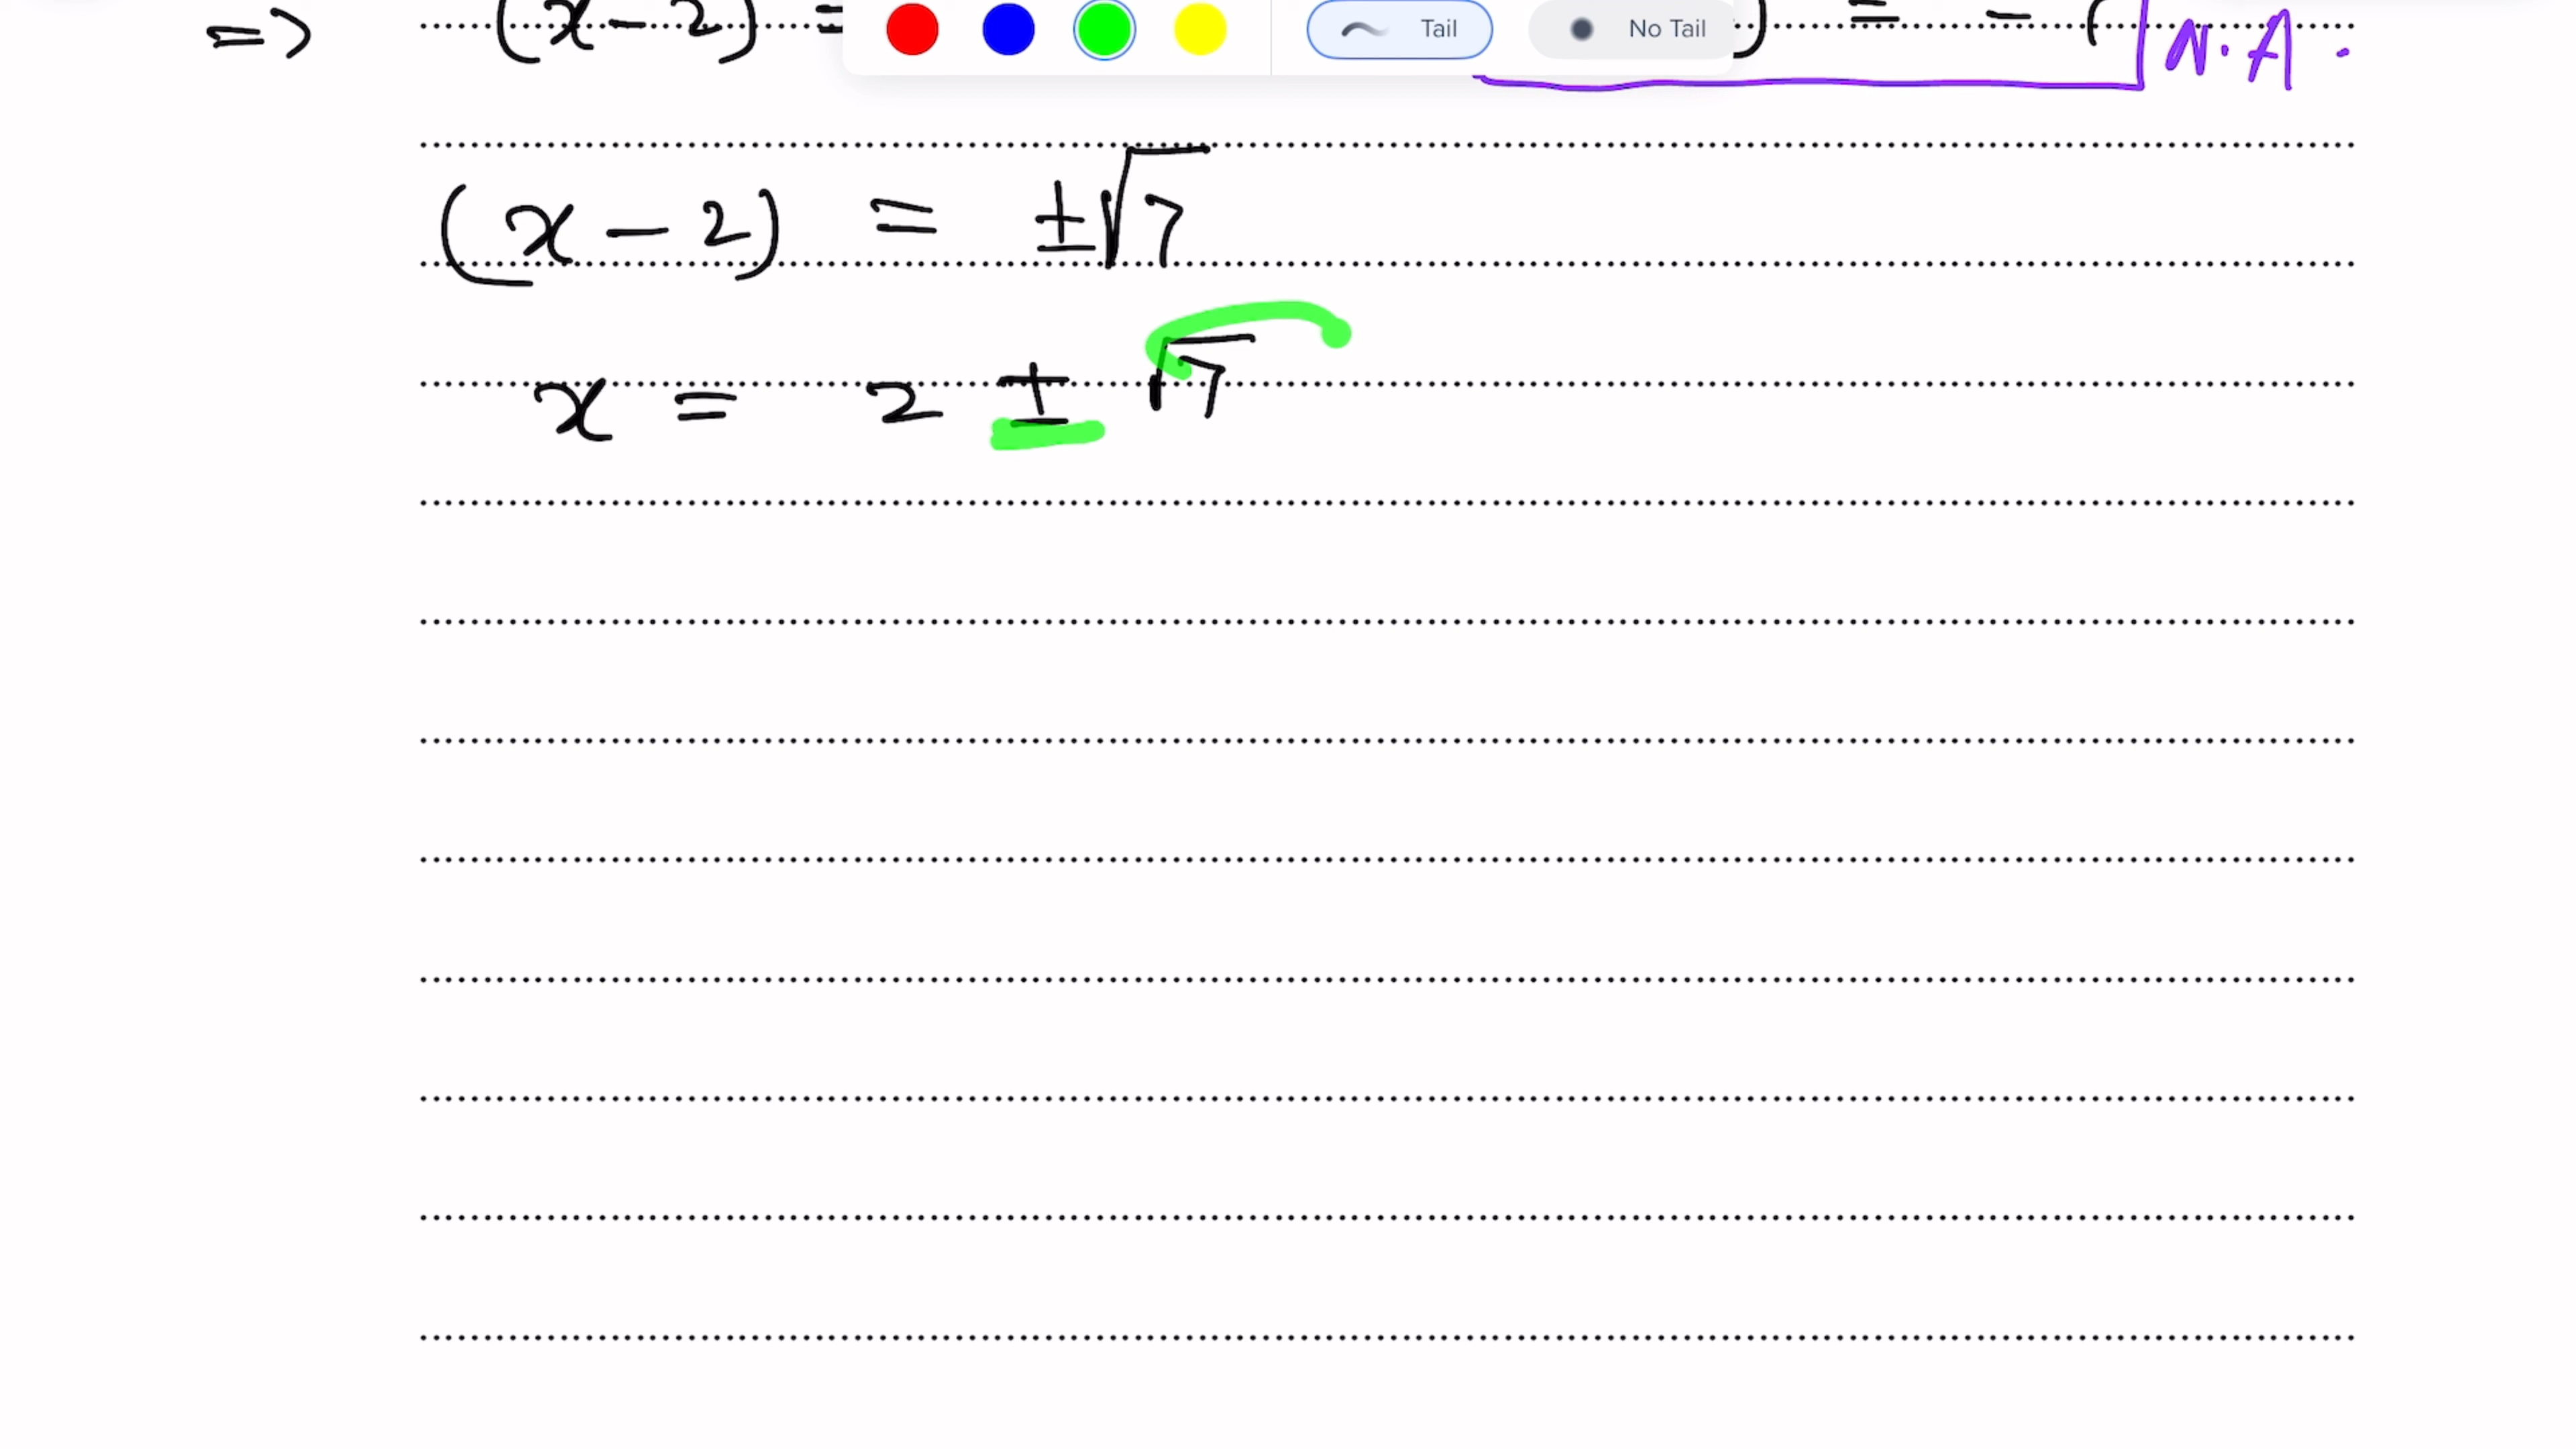 => (x - 2) = ) = - ( N.A.
Tail No Tail
(x - 2) = ±√7
x = 2 ± √7